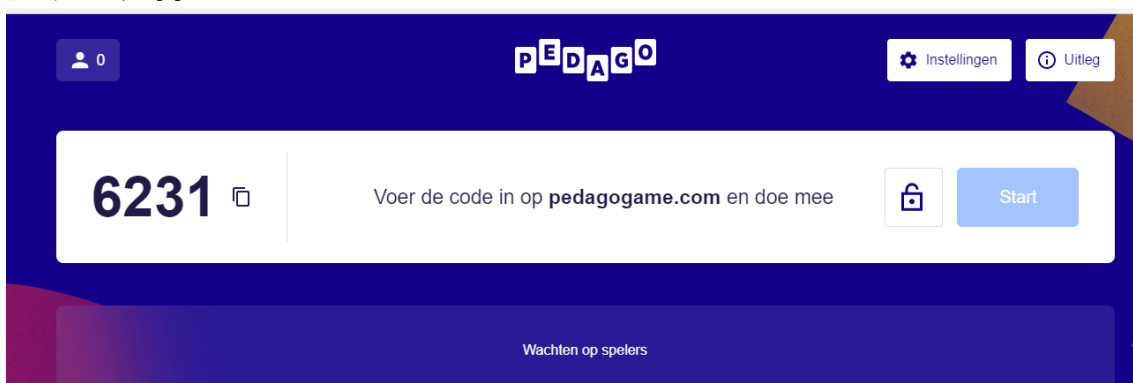 0
PEDAGO
Instellingen
Uitleg
6231
Voer de code in op pedagogame.com en doe mee
Start
Wachten op spelers